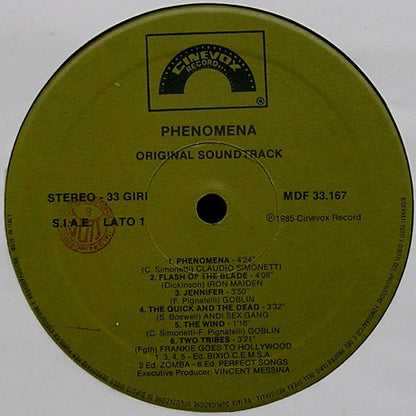 CINEVOX
RECORD...
®
PHENOMENA
ORIGINAL SOUNDTRACK
STEREO - 33 GIRI
MDF 33.167
S.I.A.E. LATO 1
℗1985 Cinevox Record
1. PHENOMENA - 4'24"
(C. Simonetti) CLAUDIO SIMONETTI
2. FLASH OF THE BLADE - 4'08"
(Dickinson) IRON MAIDEN
3. JENNIFER - 3'50"
(F. Pignatelli) GOBLIN
4. THE QUICK AND THE DEAD - 3'32"
(S. Boswell) ANDI SEX GANG
5. THE WIND - 1'16"
(C. Simonetti-F. Pignatelli) GOBLIN
6. TWO TRIBES - 3'21"
(Fgth) FRANKIE GOES TO HOLLYWOOD
1, 3, 4, 5 - Ed. BIXIO C.E.M.S.A.
2 Ed. ZOMBA - 6 Ed. PERFECT SONGS
Executive Producer: VINCENT MESSINA